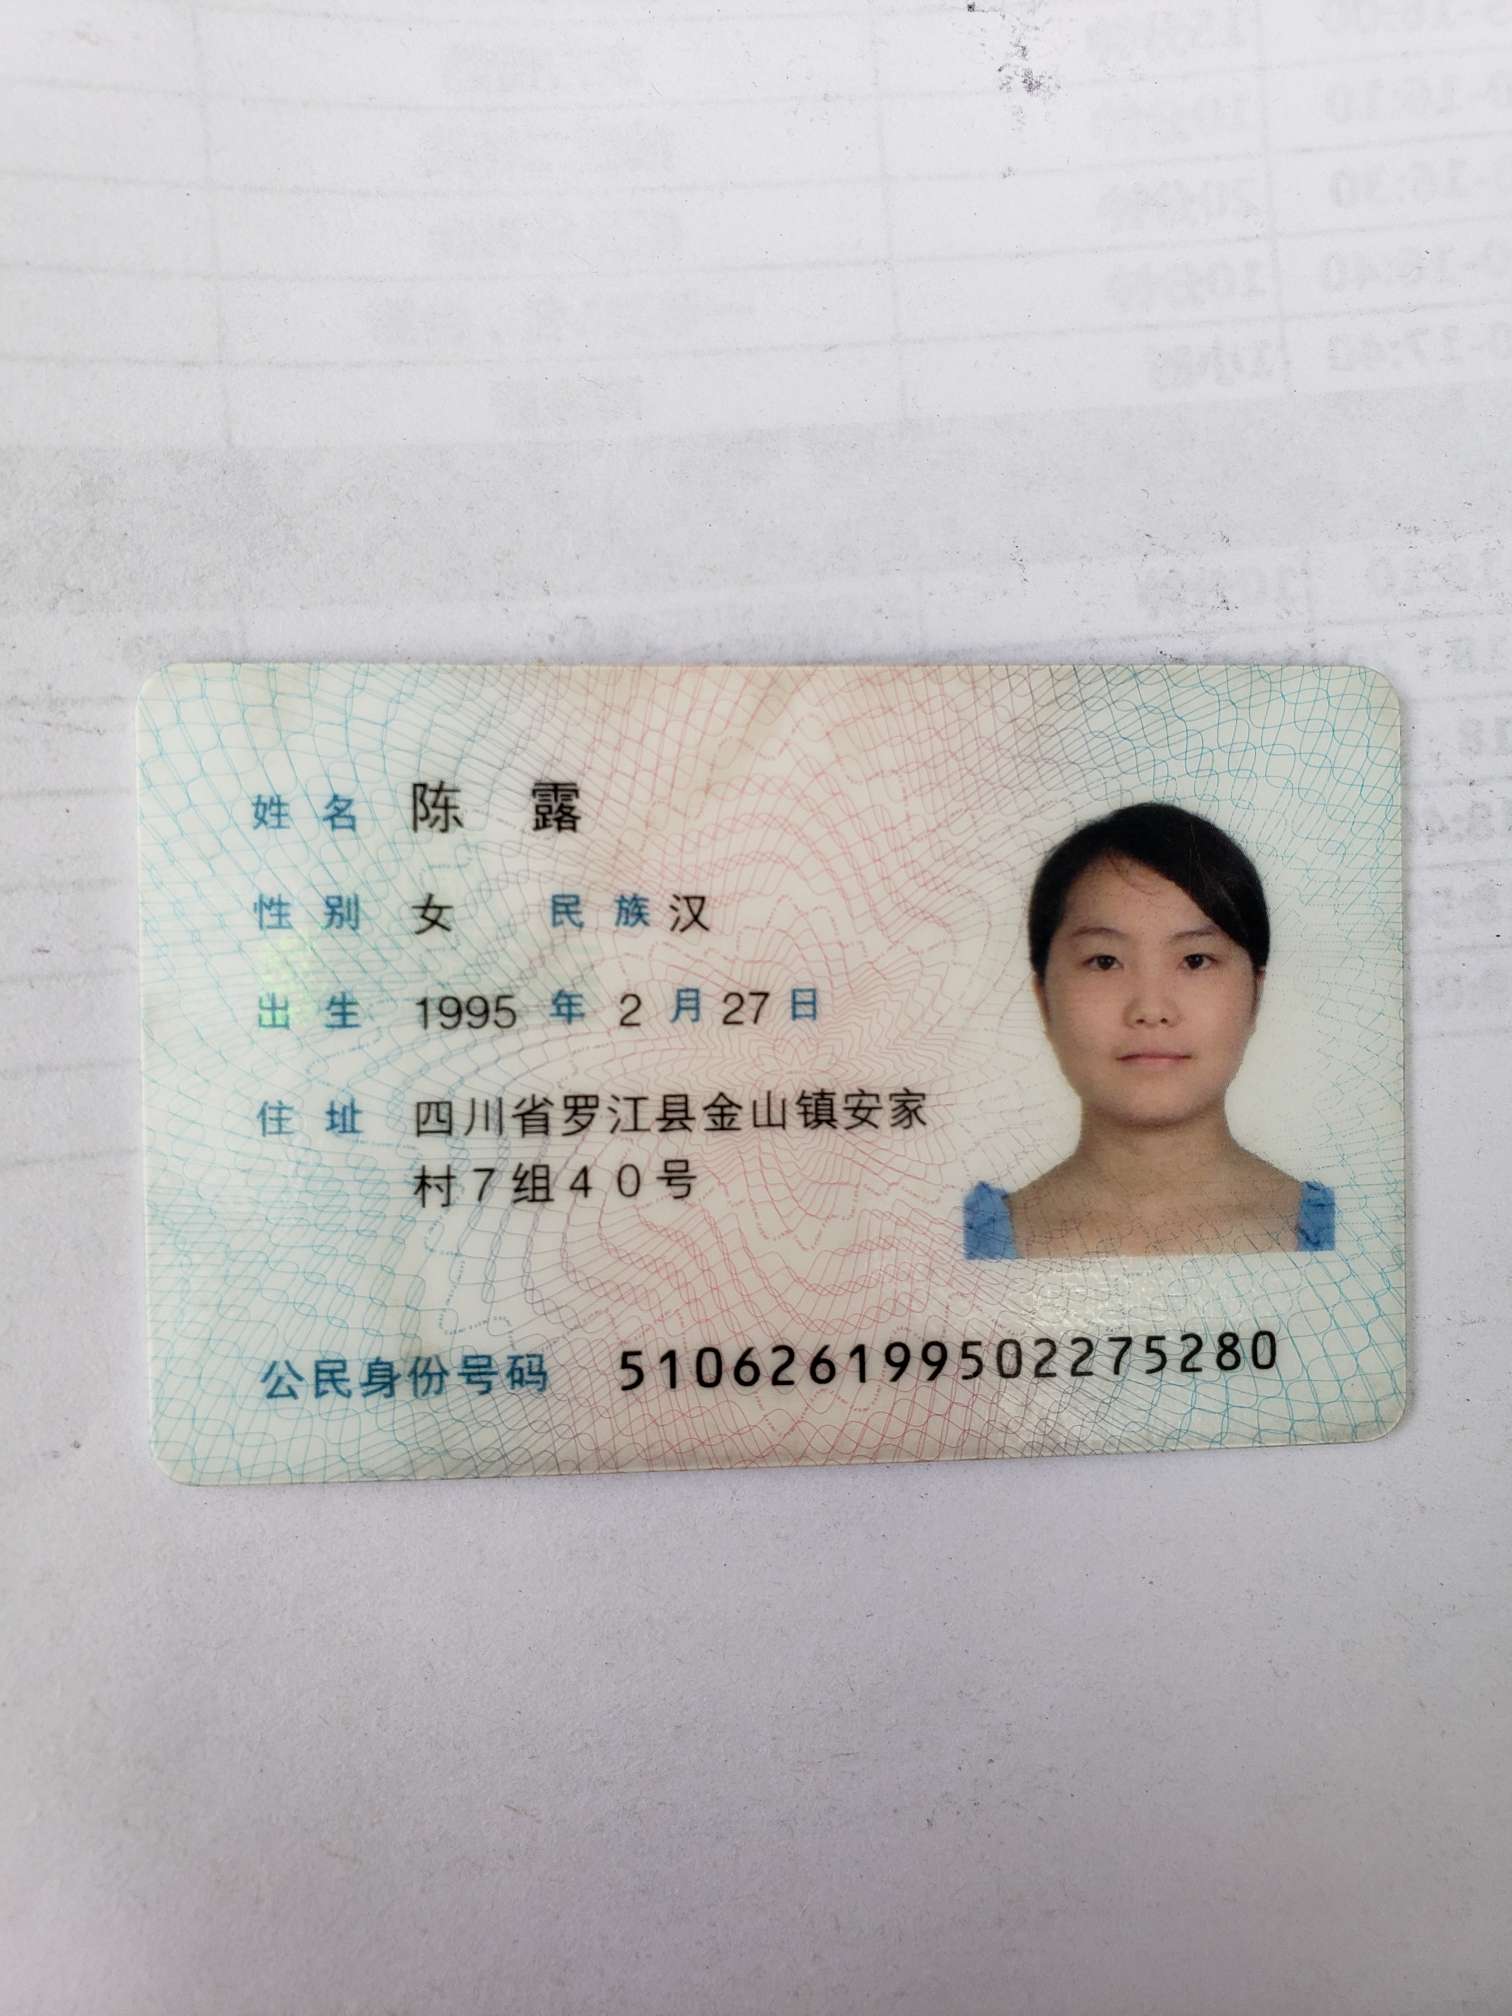 姓名 陈露
性别 女 民族 汉
出生 1995 年 2 月 27 日
住址 四川省罗江县金山镇安家
村7组40号
公民身份号码 510626199502275280